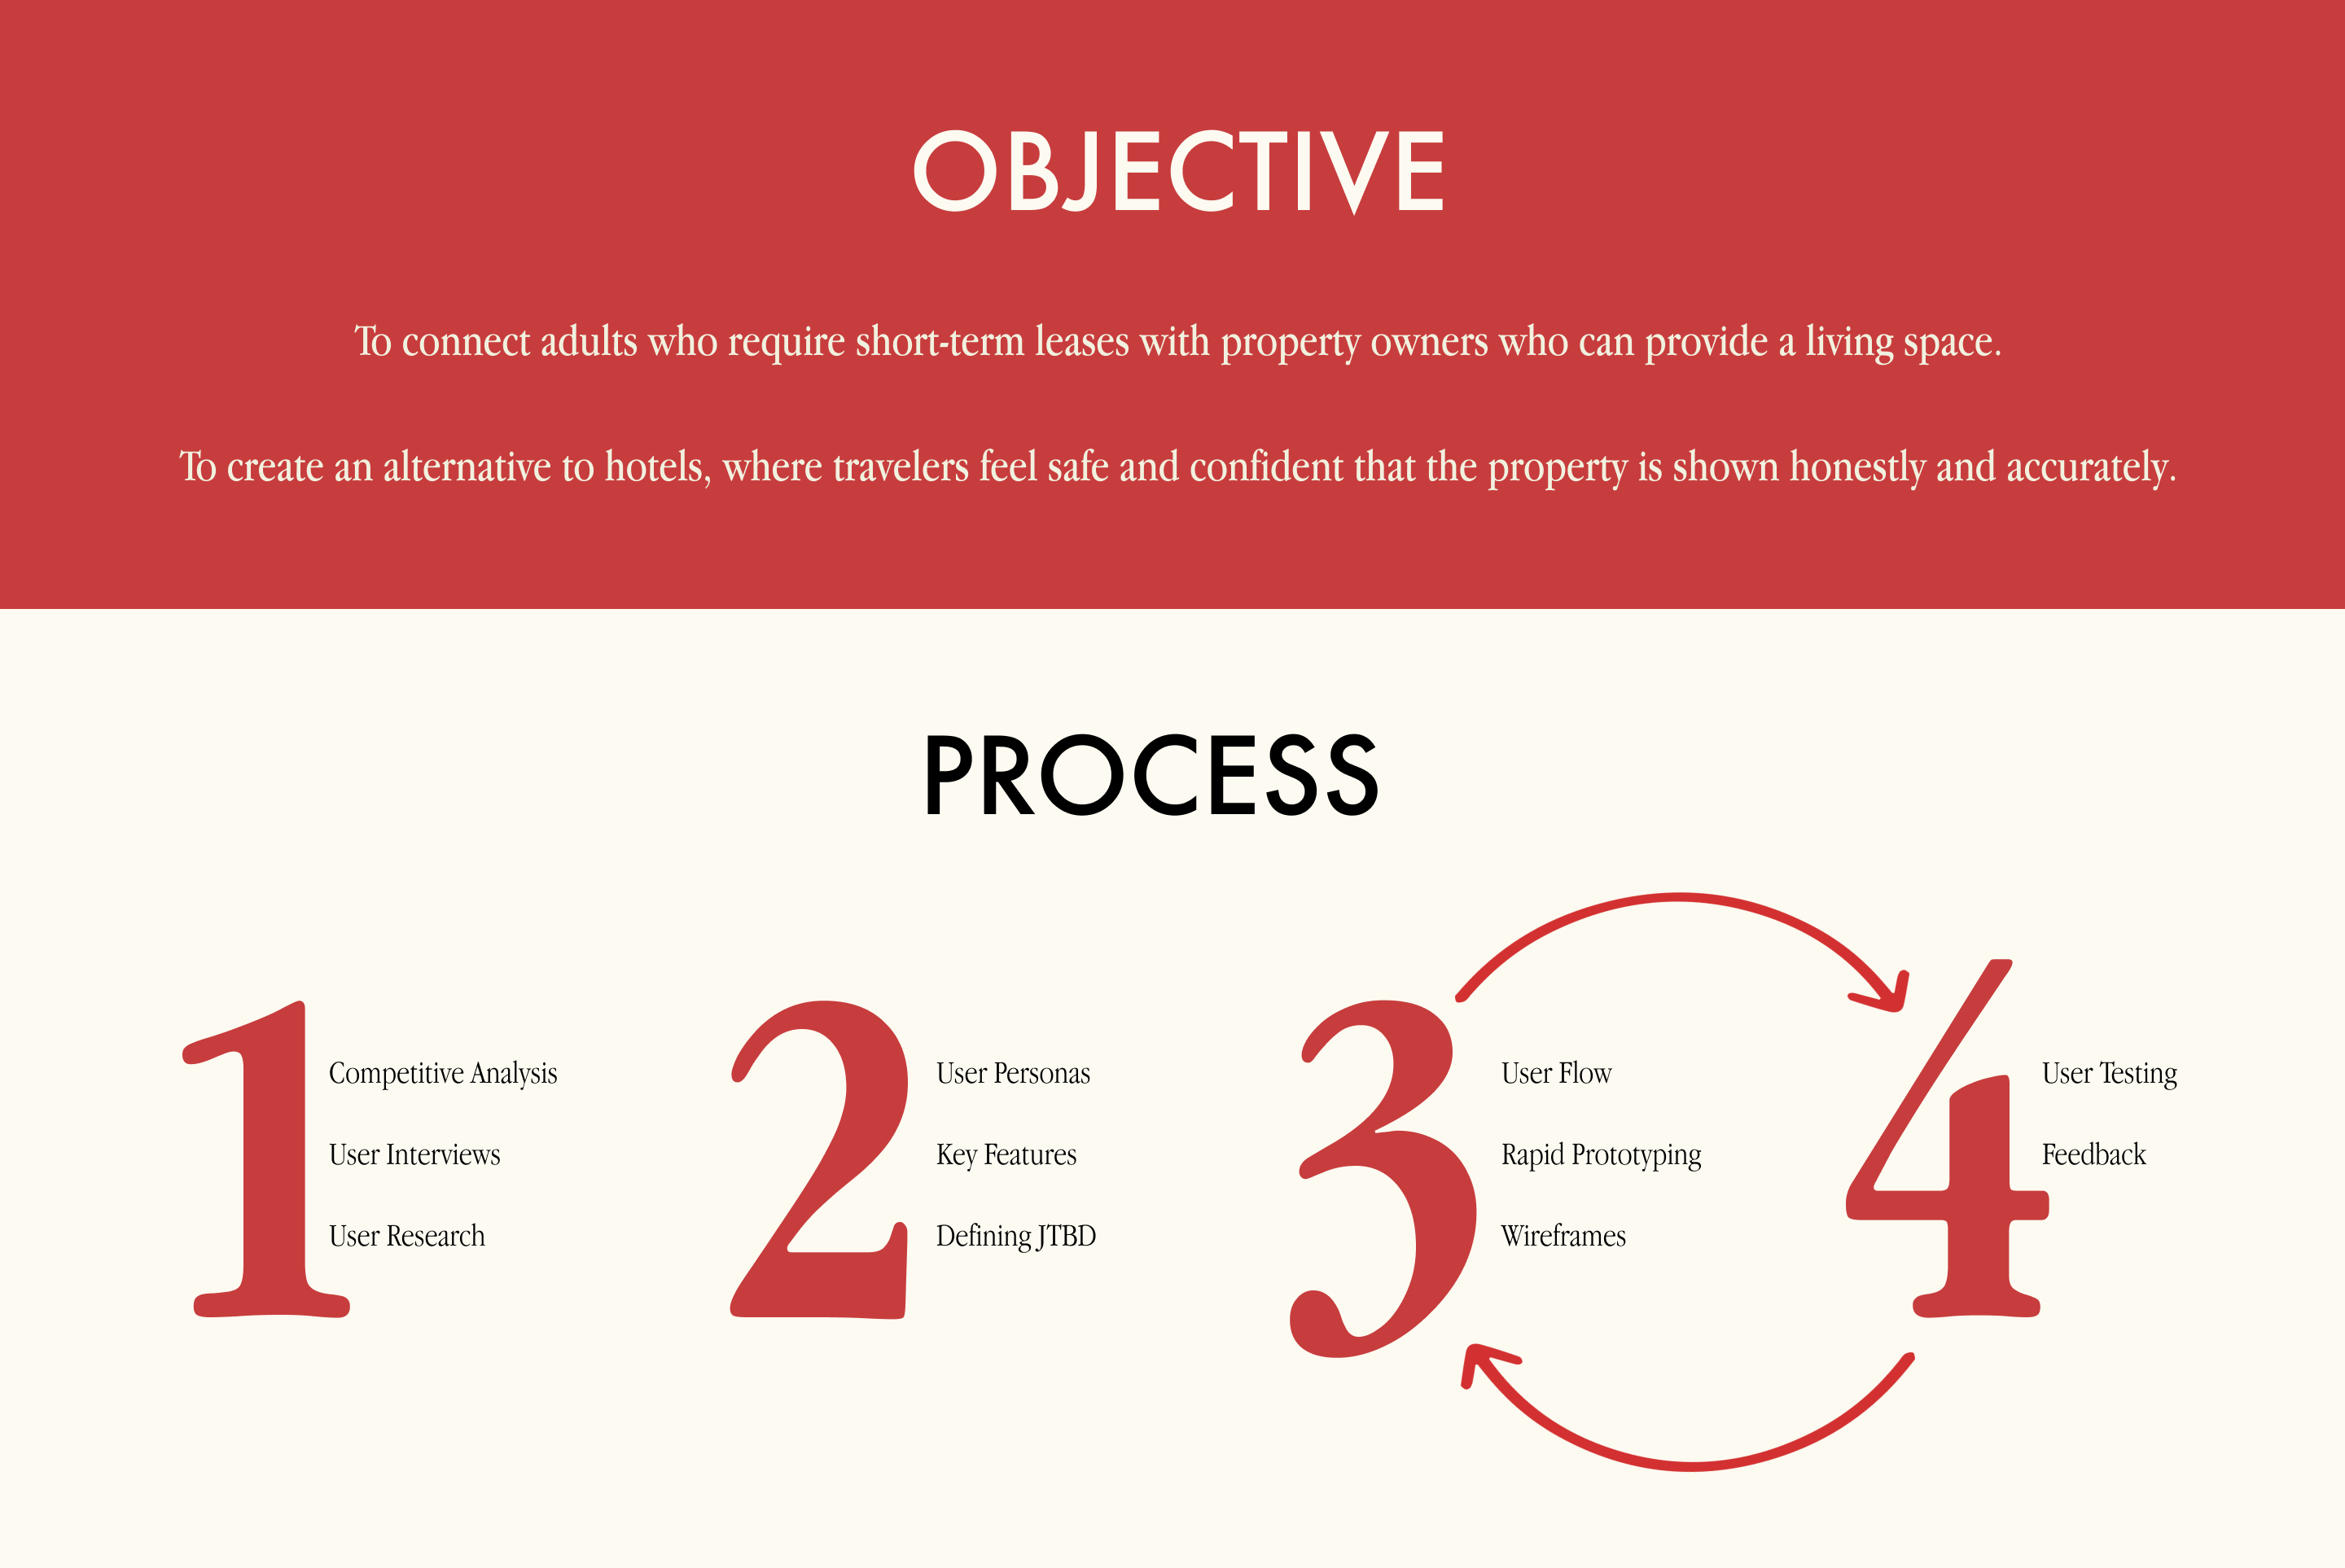 OBJECTIVE
To connect adults who require short-term leases with property owners who can provide a living space.
To create an alternative to hotels, where travelers feel safe and confident that the property is shown honestly and accurately.
PROCESS
1
Competitive Analysis
User Interviews
User Research
2
User Personas
Key Features
Defining JTBD
3
User Flow
Rapid Prototyping
Wireframes
4
User Testing
Feedback